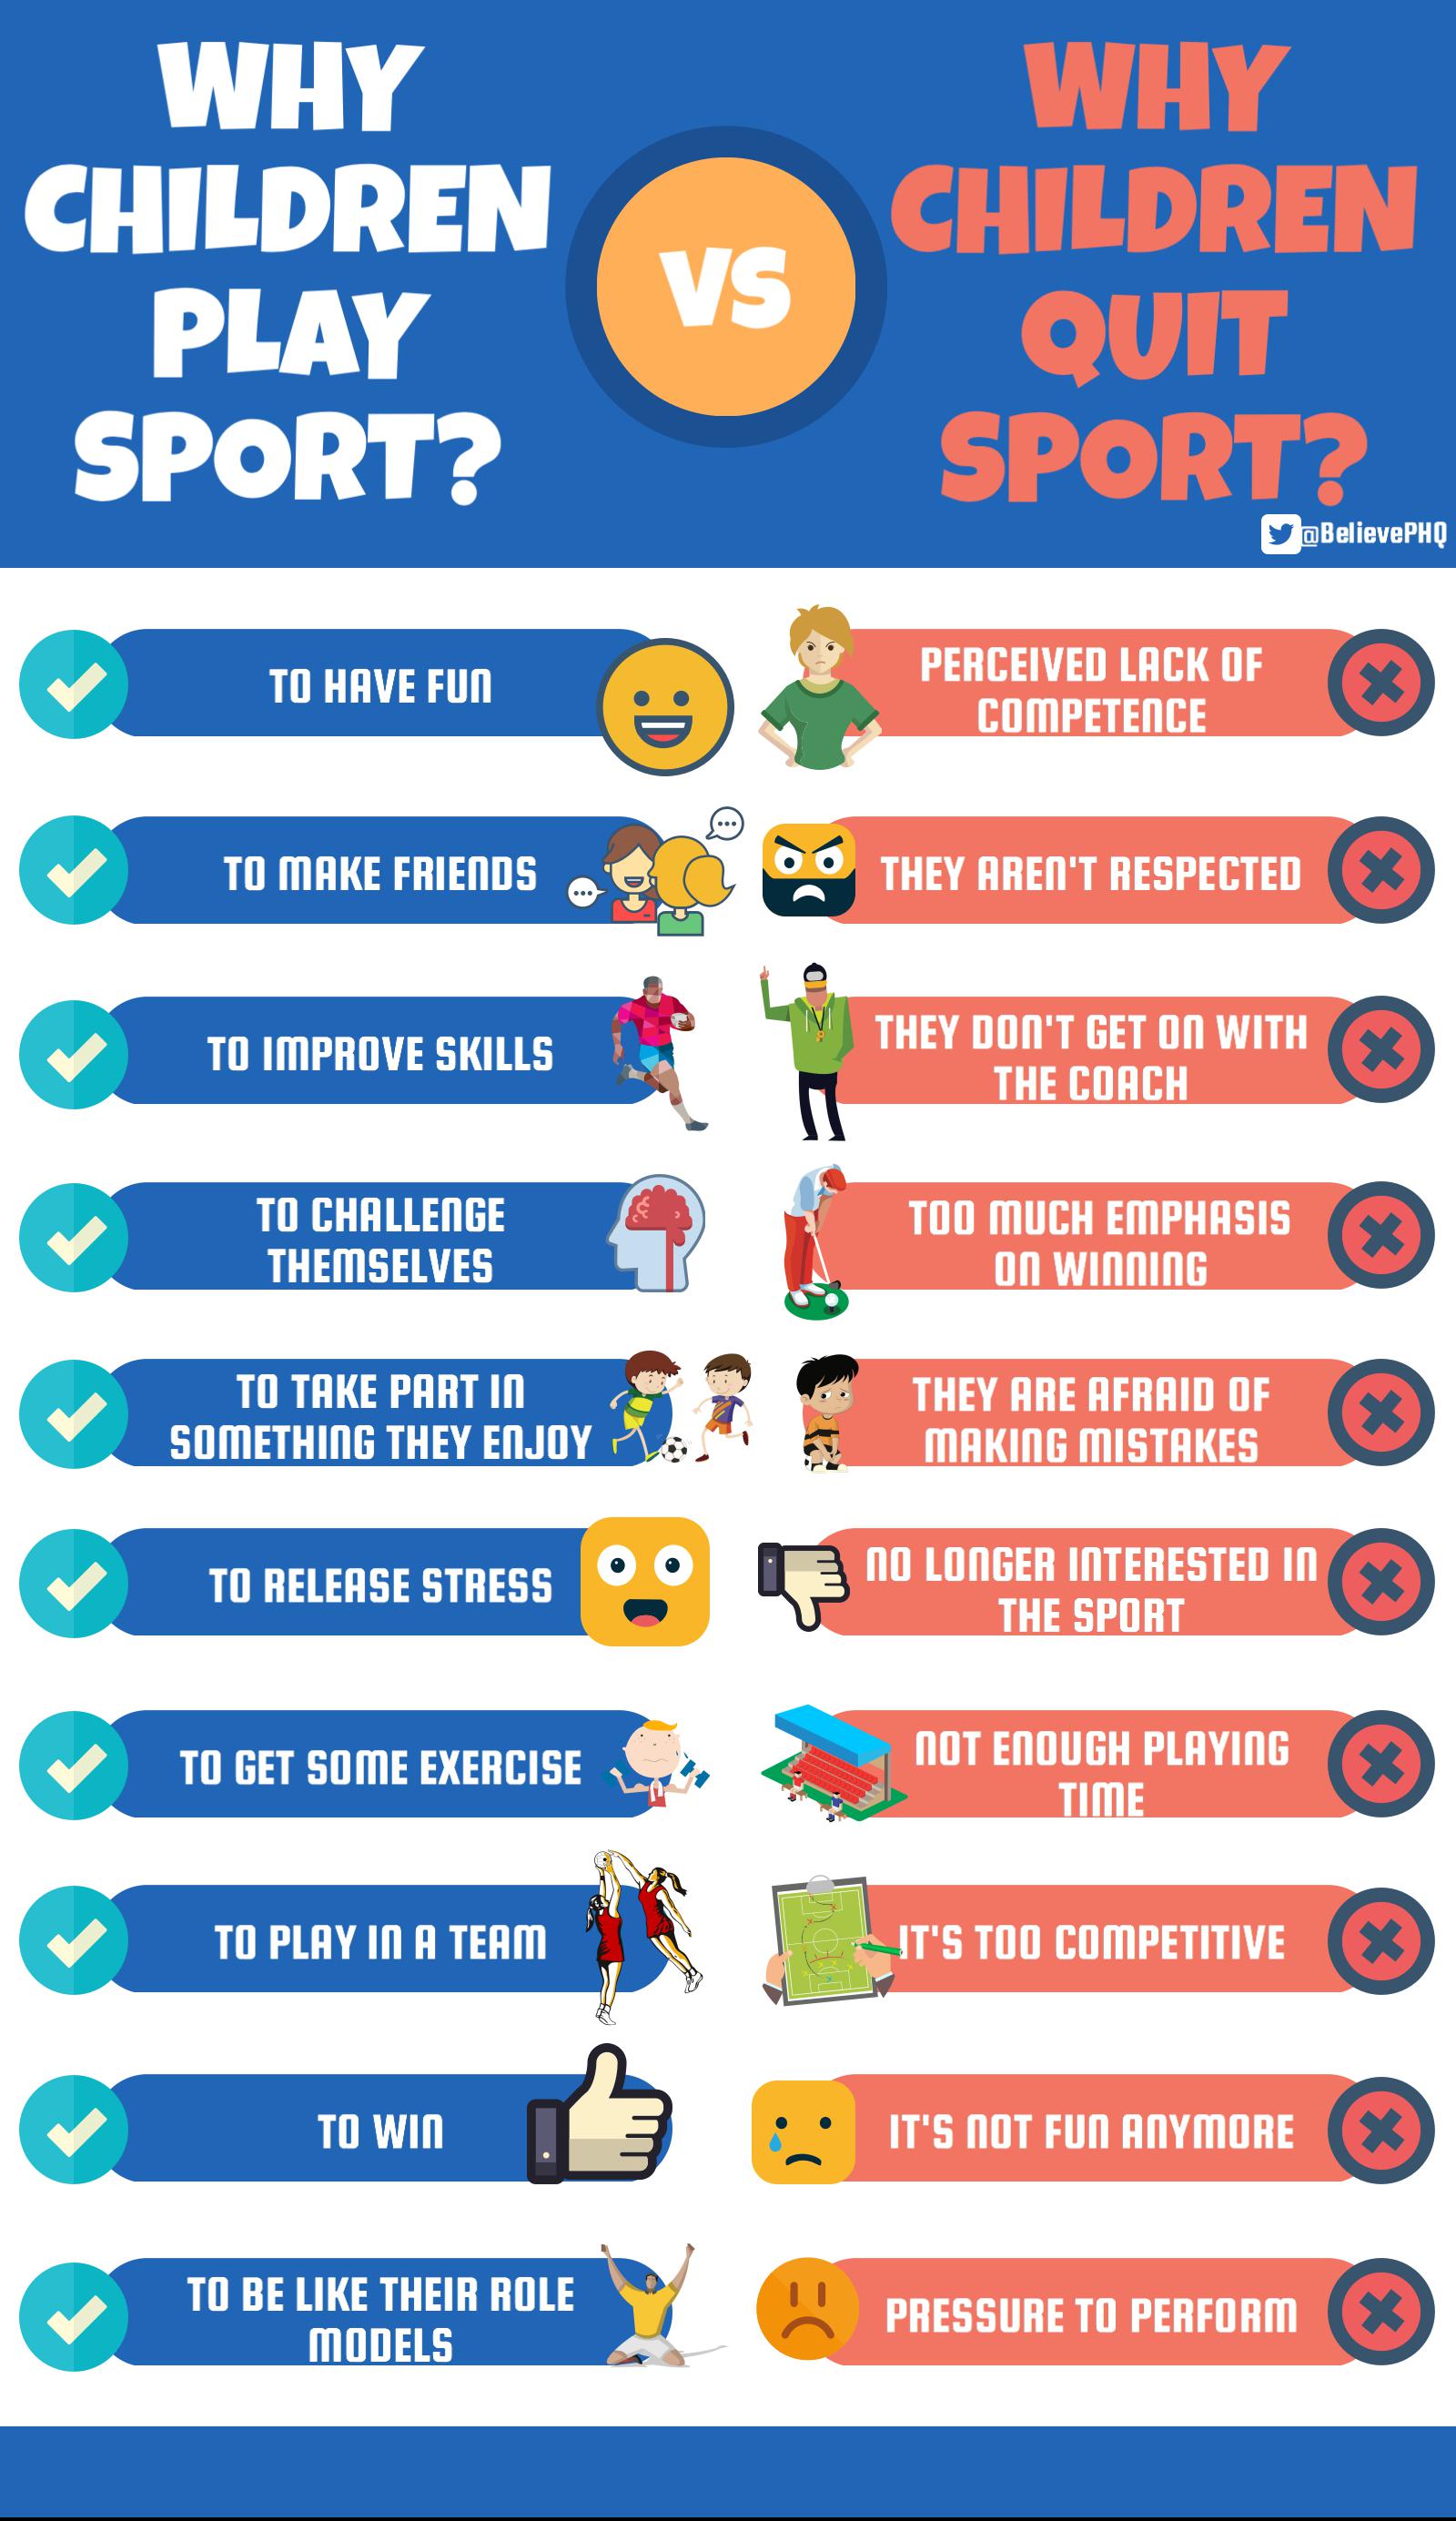 WHY
CHILDREN
PLAY
SPORT?
VS
WHY
CHILDREN
QUIT
SPORT?
@BelievePHQ
TO HAVE FUN
PERCEIVED LACK OF
COMPETENCE
TO MAKE FRIENDS
THEY AREN'T RESPECTED
TO IMPROVE SKILLS
THEY DON'T GET ON WITH
THE COACH
TO CHALLENGE
THEMSELVES
TOO MUCH EMPHASIS
ON WINNING
TO TAKE PART IN
SOMETHING THEY ENJOY
THEY ARE AFRAID OF
MAKING MISTAKES
TO RELEASE STRESS
NO LONGER INTERESTED IN
THE SPORT
TO GET SOME EXERCISE
NOT ENOUGH PLAYING
TIME
TO PLAY IN A TEAM
IT'S TOO COMPETITIVE
TO WIN
IT'S NOT FUN ANYMORE
TO BE LIKE THEIR ROLE
MODELS
PRESSURE TO PERFORM